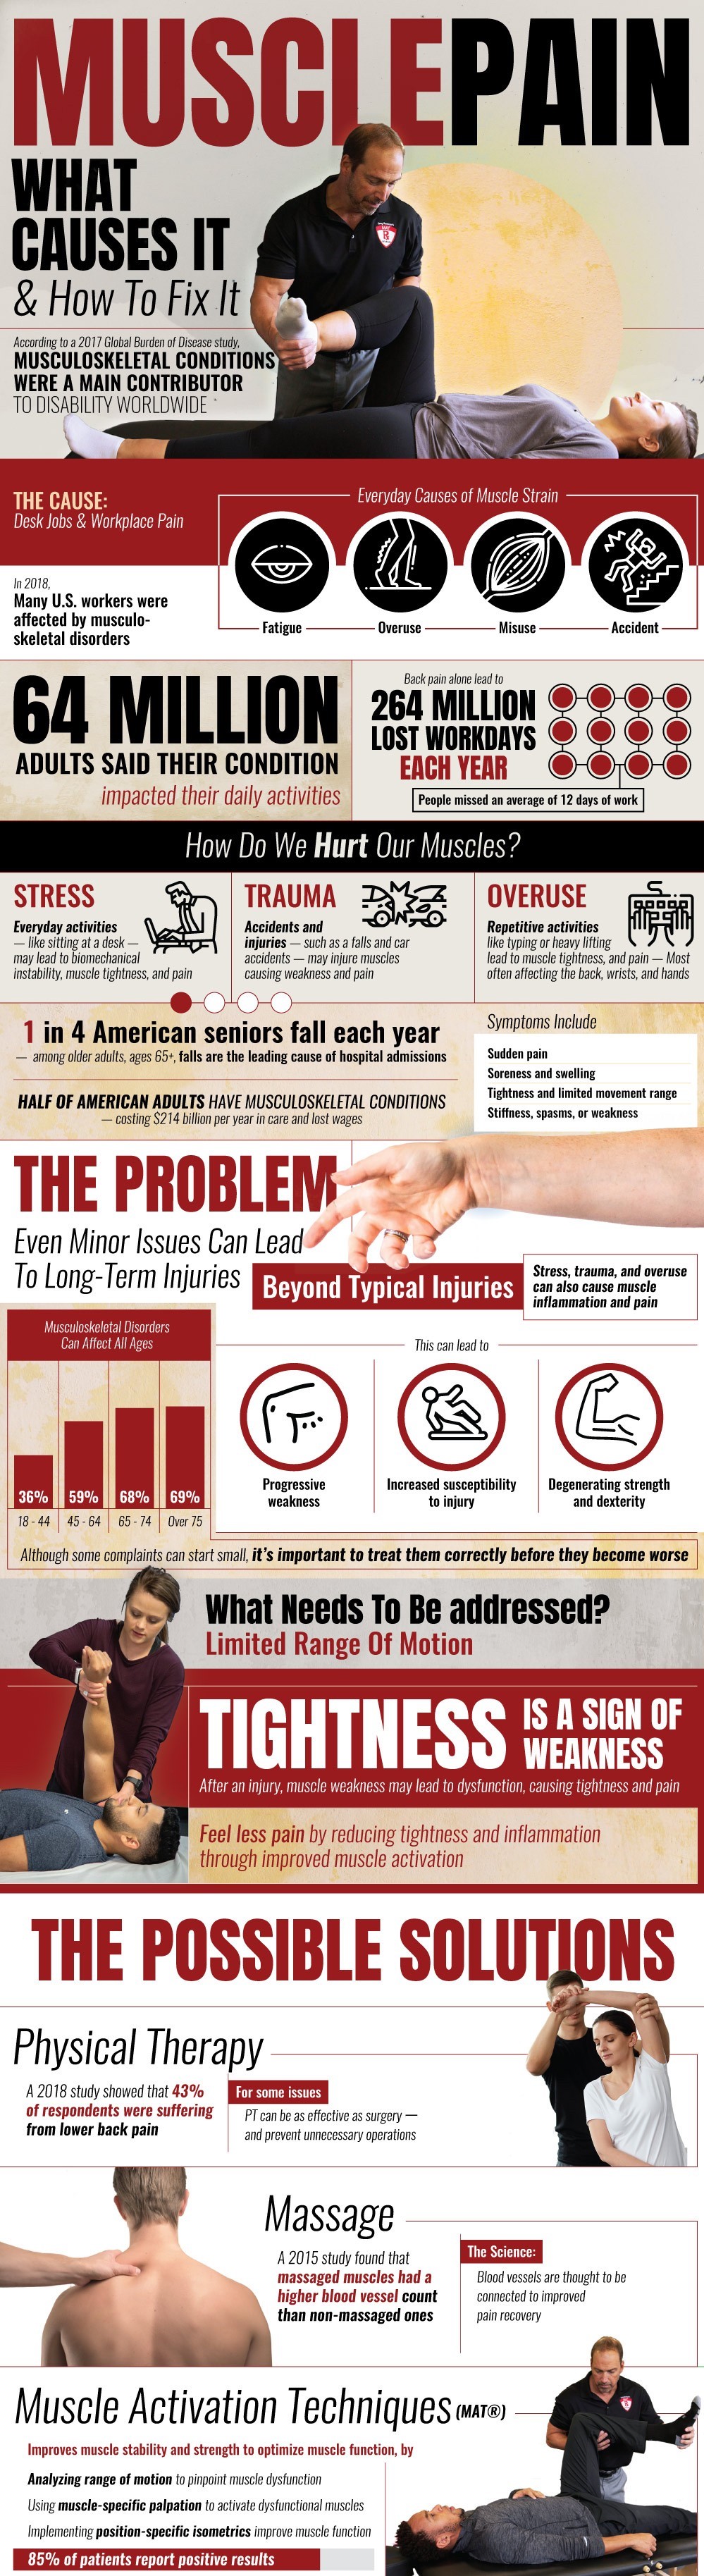 MUSCLEPAIN
WHAT
CAUSES IT
& How To Fix It
According to a 2017 Global Burden of Disease study,
MUSCULOSKELETAL CONDITIONS
WERE A MAIN CONTRIBUTOR
TO DISABILITY WORLDWIDE
THE CAUSE:
Desk Jobs & Workplace Pain
In 2018,
Many U.S. workers were
affected by musculo-
skeletal disorders
Everyday Causes of Muscle Strain
Fatigue
Overuse
Misuse
Accident
64 MILLION
ADULTS SAID THEIR CONDITION
impacted their daily activities
Back pain alone lead to
264 MILLION
LOST WORKDAYS
EACH YEAR
People missed an average of 12 days of work
How Do We Hurt Our Muscles?
STRESS
Everyday activities
— like sitting at a desk —
may lead to biomechanical
instability, muscle tightness, and pain
TRAUMA
Accidents and
injuries — such as a falls and car
accidents — may injure muscles
causing weakness and pain
OVERUSE
Repetitive activities
like typing or heavy lifting
lead to muscle tightness, and pain — Most
often affecting the back, wrists, and hands
1 in 4 American seniors fall each year
— among older adults, ages 65+, falls are the leading cause of hospital admissions
HALF OF AMERICAN ADULTS HAVE MUSCULOSKELETAL CONDITIONS
— costing $214 billion per year in care and lost wages
Symptoms Include
Sudden pain
Soreness and swelling
Tightness and limited movement range
Stiffness, spasms, or weakness
THE PROBLEM
Even Minor Issues Can Lead
To Long-Term Injuries
Beyond Typical Injuries
Stress, trauma, and overuse
can also cause muscle
inflammation and pain
Musculoskeletal Disorders
Can Affect All Ages
36% 59% 68% 69%
18 - 44 45 - 64 65 - 74 Over 75
This can lead to
Progressive
weakness
Increased susceptibility
to injury
Degenerating strength
and dexterity
Although some complaints can start small, it's important to treat them correctly before they become worse
What Needs To Be addressed?
Limited Range Of Motion
TIGHTNESS IS A SIGN OF
WEAKNESS
After an injury, muscle weakness may lead to dysfunction, causing tightness and pain
Feel less pain by reducing tightness and inflammation
through improved muscle activation
THE POSSIBLE SOLUTIONS
Physical Therapy
A 2018 study showed that 43%
of respondents were suffering
from lower back pain
For some issues
PT can be as effective as surgery —
and prevent unnecessary operations
Massage
A 2015 study found that
massaged muscles had a
higher blood vessel count
than non-massaged ones
The Science:
Blood vessels are thought to be
connected to improved
pain recovery
Muscle Activation Techniques (MAT®)
Improves muscle stability and strength to optimize muscle function, by
Analyzing range of motion to pinpoint muscle dysfunction
Using muscle-specific palpation to activate dysfunctional muscles
Implementing position-specific isometrics improve muscle function
85% of patients report positive results